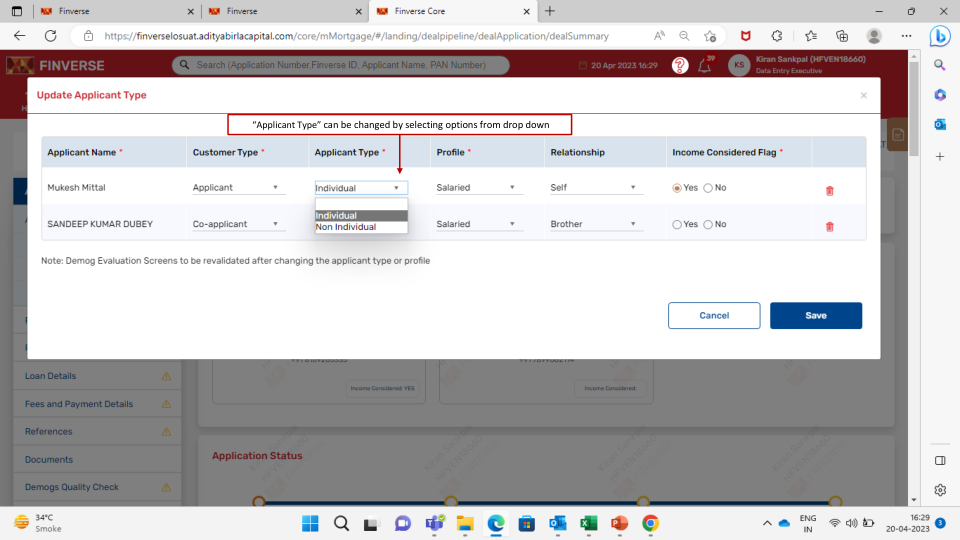 Finverse
Finverse
Finverse Core
https://finverselosuat.adityabirlacapital.com/core/mMortgage/#/landing/dealpipeline/dealApplication/dealSummary
FINVERSE
Search (Application Number,Finverse ID, Applicant Name, PAN Number)
20 Apr 2023 16:29
39
KS
Kiran Sankpal (HFVEN18660)
Data Entry Executive
Update Applicant Type
"Applicant Type" can be changed by selecting options from drop down
Applicant Name * Customer Type * Applicant Type * Profile * Relationship Income Considered Flag *
Mukesh Mittal Applicant Individual Salaried Self Yes No
Individual
Non Individual
SANDEEP KUMAR DUBEY Co-applicant Salaried Brother Yes No
Note: Demog Evaluation Screens to be revalidated after changing the applicant type or profile
Cancel Save
Income Considered: YES
Income Considered:
Loan Details
Fees and Payment Details
References
Documents
Demogs Quality Check
Application Status
34°C
Smoke
ENG
IN
16:29
20-04-2023
3